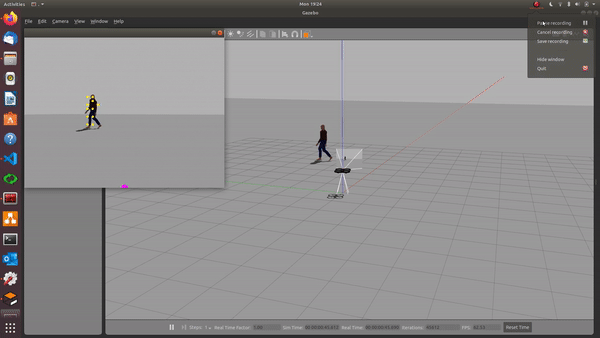 Activities
Mon 19:24
Gazebo
File Edit Camera View Window Help
Pause recording
Cancel recording
Save recording
Hide window
Quit
Steps: 1
Real Time Factor:
Sim Time:
Real Time:
Iterations:
FPS:
Reset Time